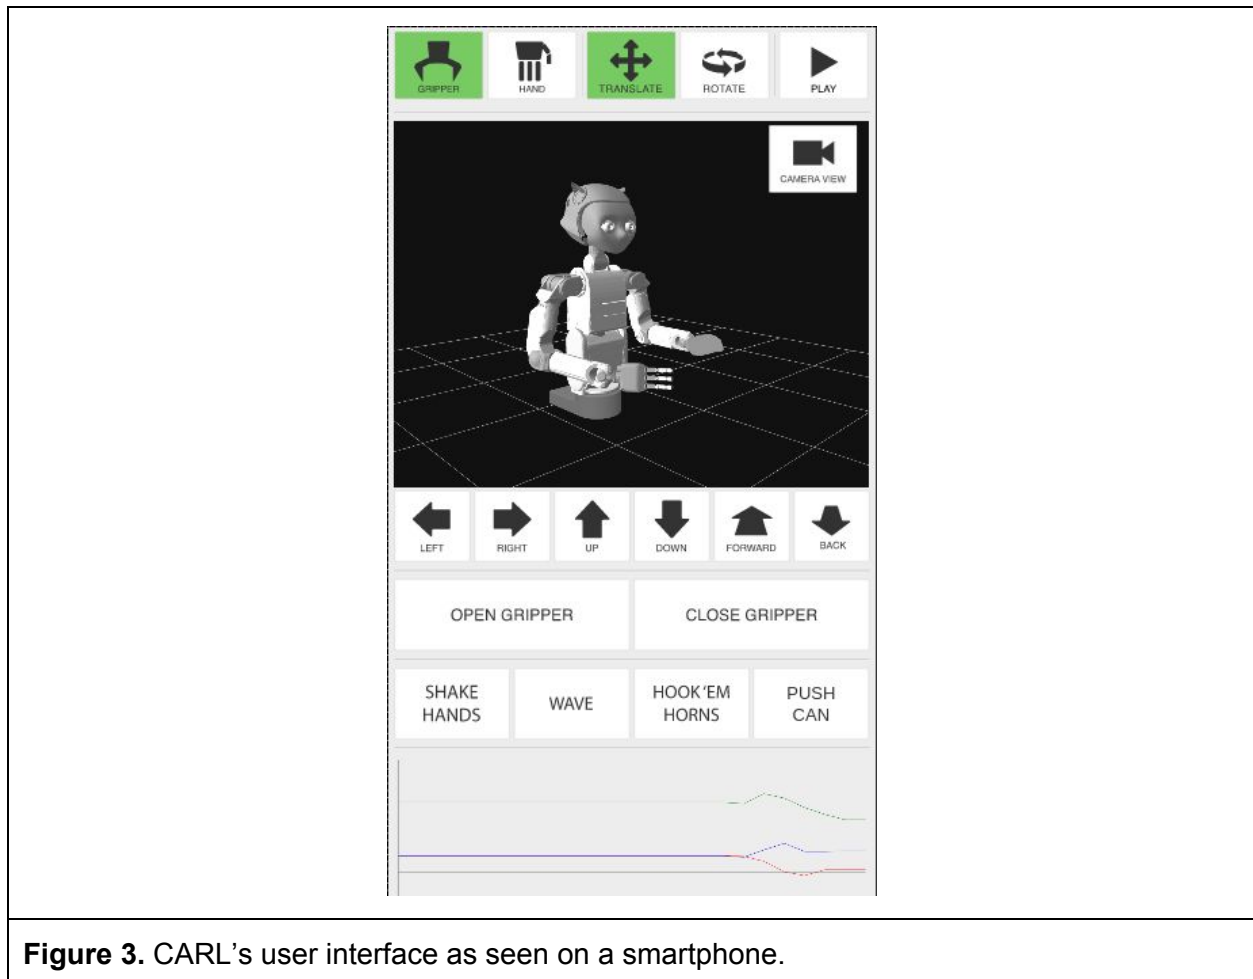 GRIPPER HAND TRANSLATE ROTATE PLAY
CAMERA VIEW
LEFT RIGHT UP DOWN FORWARD BACK
OPEN GRIPPER CLOSE GRIPPER
SHAKE HANDS WAVE HOOK'EM HORNS PUSH CAN
Figure 3. CARL’s user interface as seen on a smartphone.